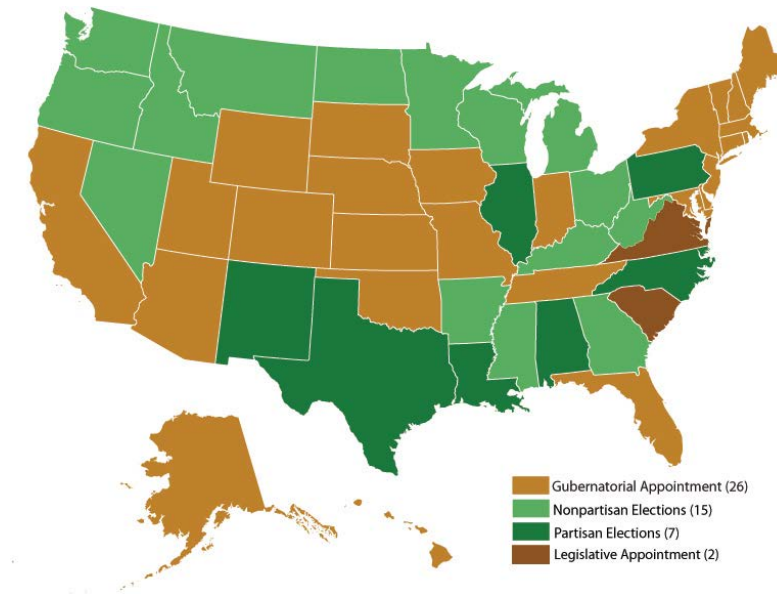 Gubernatorial Appointment (26)
Nonpartisan Elections (15)
Partisan Elections (7)
Legislative Appointment (2)